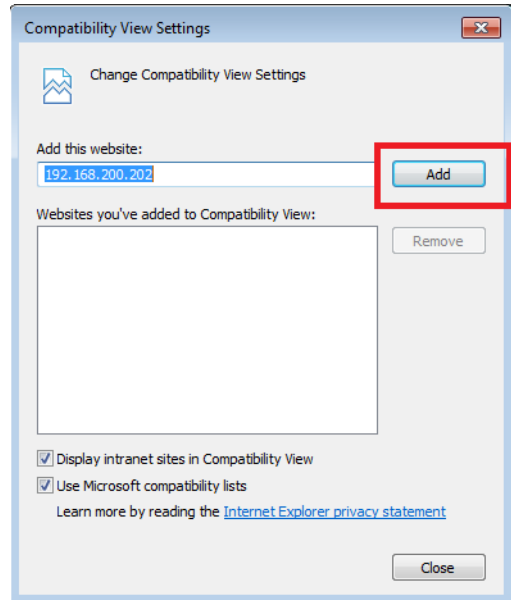 Compatibility View Settings
Change Compatibility View Settings
Add this website:
192.168.200.202
Add
Websites you've added to Compatibility View:
Remove
Display intranet sites in Compatibility View
Use Microsoft compatibility lists
Learn more by reading the Internet Explorer privacy statement
Close